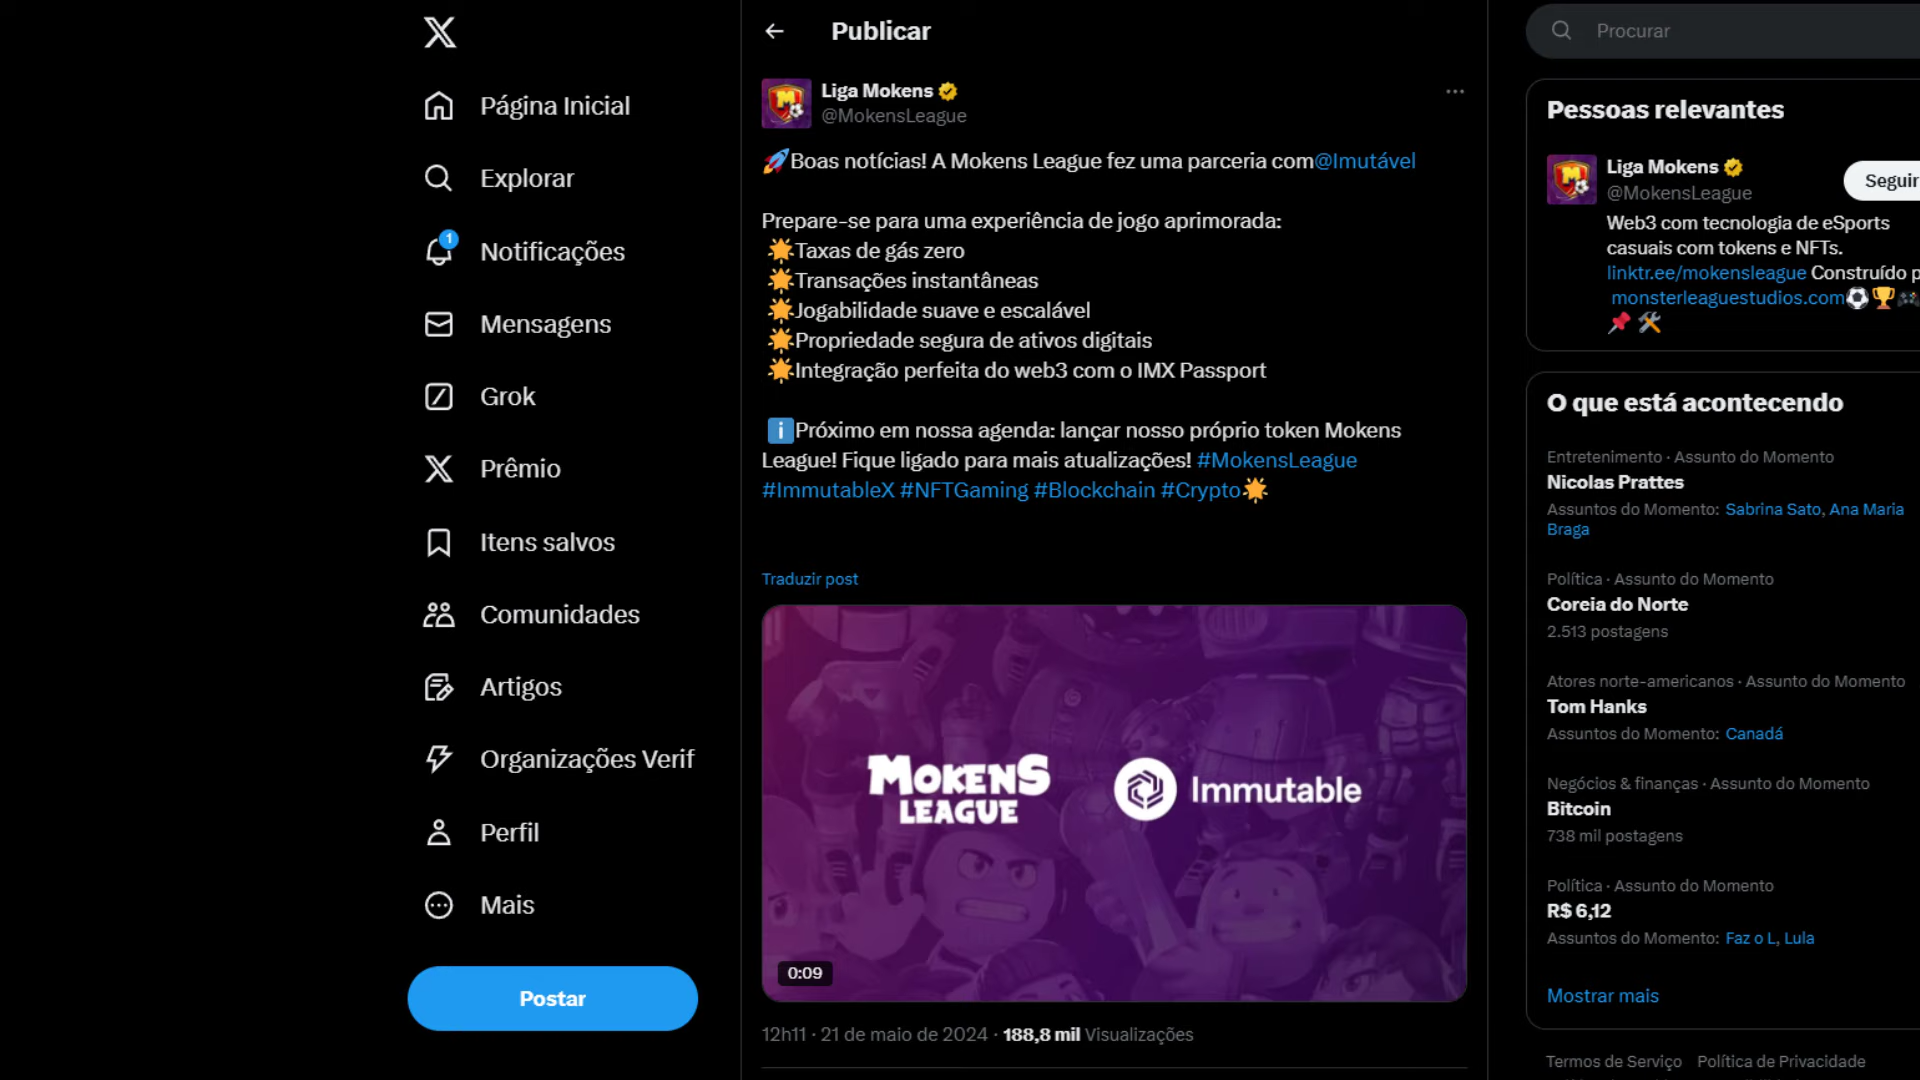 Página Inicial
Explorar
1
Notificações
Mensagens
Grok
Prêmio
Itens salvos
Comunidades
Artigos
Organizações Verif
Perfil
Mais
Postar
Publicar
Liga Mokens
@MokensLeague
Boas notícias! A Mokens League fez uma parceria com@Imutável
Prepare-se para uma experiência de jogo aprimorada:
Taxas de gás zero
Transações instantâneas
Jogabilidade suave e escalável
Propriedade segura de ativos digitais
Integração perfeita do web3 com o IMX Passport
Próximo em nossa agenda: lançar nosso próprio token Mokens
League! Fique ligado para mais atualizações! #MokensLeague
#ImmutableX #NFTGaming #Blockchain #Crypto
Traduzir post
MOKENS
LEAGUE
Immutable
0:09
12h11 · 21 de maio de 2024 · 188,8 mil Visualizações
Procurar
Pessoas relevantes
Liga Mokens
@MokensLeague
Seguir
Web3 com tecnologia de eSports
casuais com tokens e NFTs.
linktr.ee/mokensleague Construído p
monsterleaguestudios.com
O que está acontecendo
Entretenimento · Assunto do Momento
Nicolas Prattes
Assuntos do Momento: Sabrina Sato, Ana Maria
Braga
Política · Assunto do Momento
Coreia do Norte
2.513 postagens
Atores norte-americanos · Assunto do Momento
Tom Hanks
Assuntos do Momento: Canadá
Negócios & finanças · Assunto do Momento
Bitcoin
738 mil postagens
Política · Assunto do Momento
R$ 6,12
Assuntos do Momento: Faz o L, Lula
Mostrar mais
Termos de Serviço Política de Privacidade